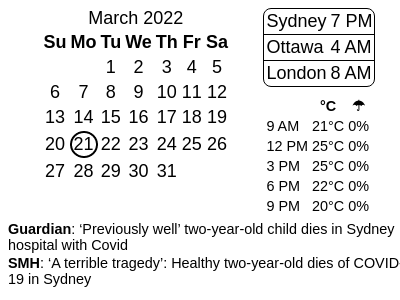 March 2022
Su Mo Tu We Th Fr Sa
1 2 3 4 5
6 7 8 9 10 11 12
13 14 15 16 17 18 19
20 21 22 23 24 25 26
27 28 29 30 31
Sydney 7 PM
Ottawa 4 AM
London 8 AM
°C ☂
9 AM 21°C 0%
12 PM 25°C 0%
3 PM 25°C 0%
6 PM 22°C 0%
9 PM 20°C 0%
Guardian: ‘Previously well’ two-year-old child dies in Sydney
hospital with Covid
SMH: ‘A terrible tragedy’: Healthy two-year-old dies of COVID-
19 in Sydney